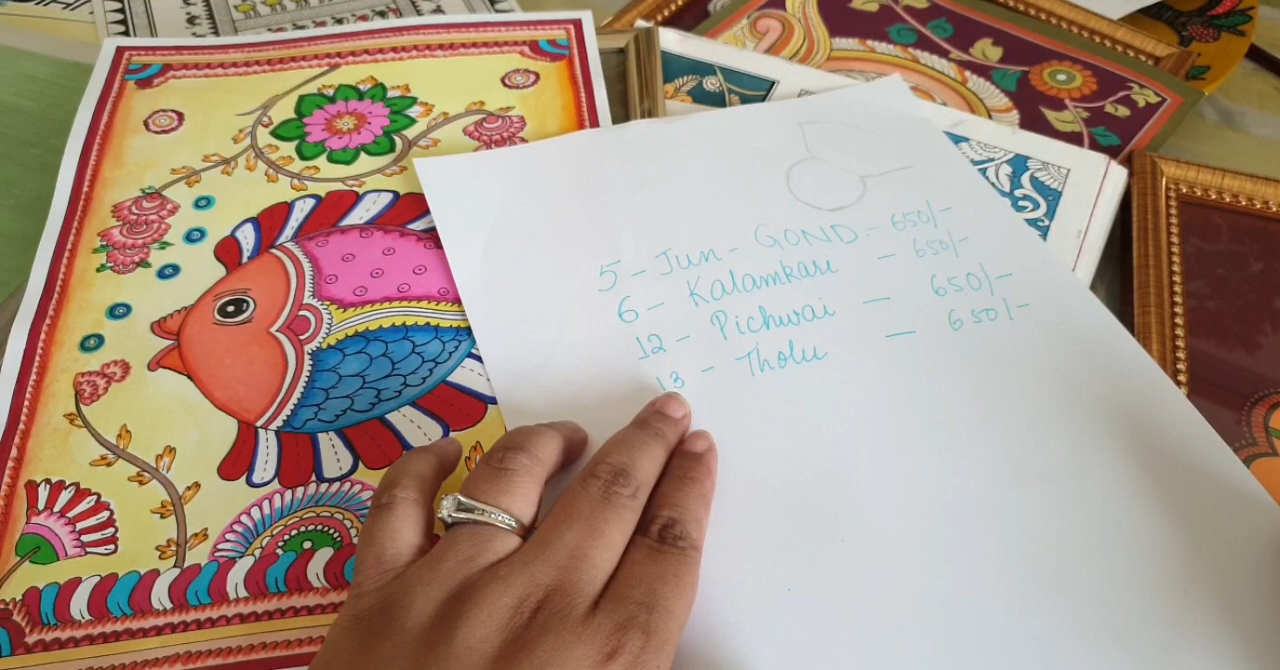 5 - Jun - GOND - 650/-
6 - Kalamkari - 650/-
12 - Pichwai - 650/-
13 - Tholu - 650/-